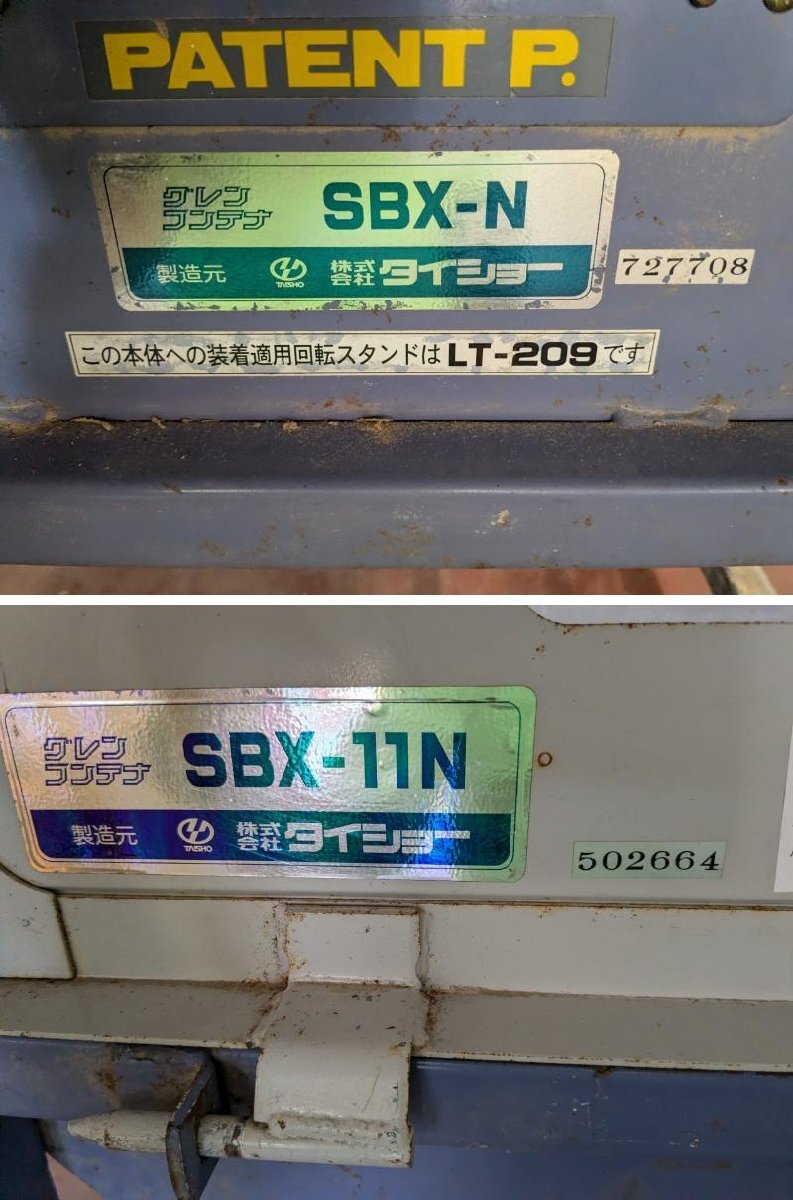 PATENT P.
グレン
コンテナ
SBX-N
製造元
TAISHO
株式
会社
タイショー
727708
この本体への装着適用回転スタンドはLT-209です
グレン
コンテナ
SBX-11N
製造元
TAISHO
株式
会社
タイショー
502664